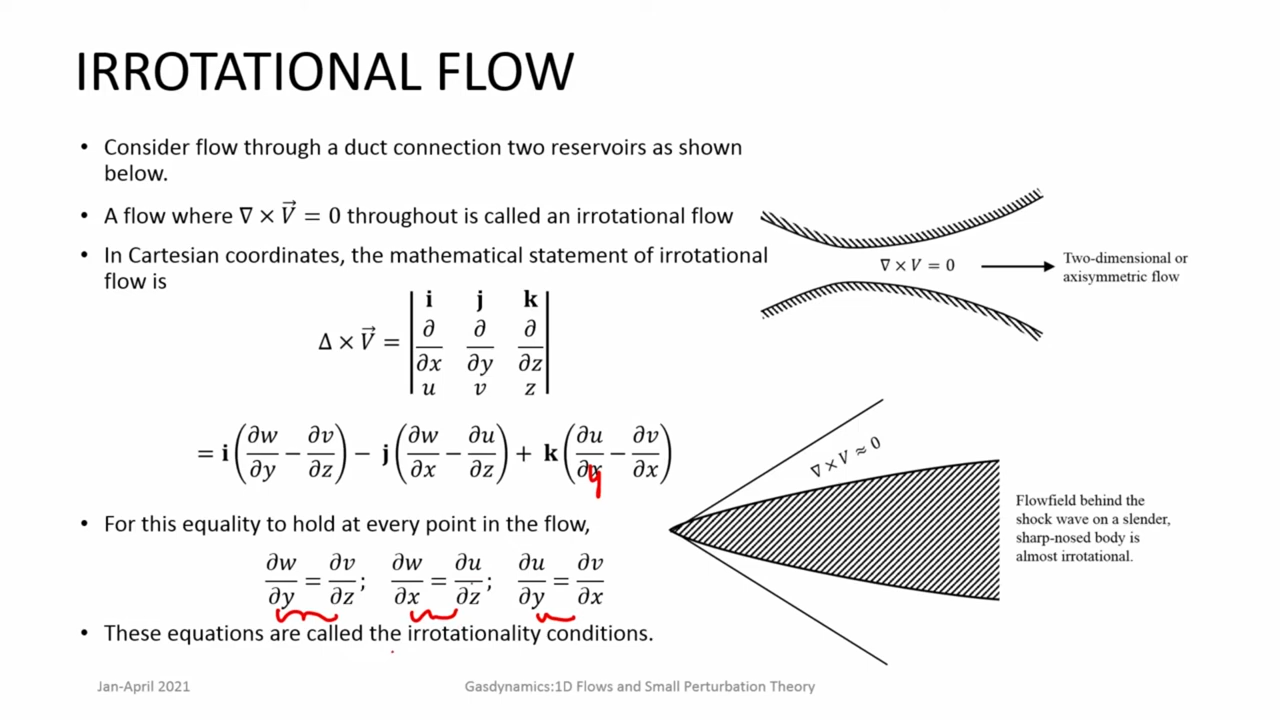 IRROTATIONAL FLOW
• Consider flow through a duct connection two reservoirs as shown
below.
• A flow where ∇ × V⃗ = 0 throughout is called an irrotational flow
• In Cartesian coordinates, the mathematical statement of irrotational
flow is
Δ × V⃗ = | i j k |
| ∂/∂x ∂/∂y ∂/∂z |
| u v z |
= i(∂w/∂y − ∂v/∂z) − j(∂w/∂x − ∂u/∂z) + k(∂u/∂x − ∂v/∂x)
y
• For this equality to hold at every point in the flow,
∂w/∂y = ∂v/∂z; ∂w/∂x = ∂u/∂z; ∂u/∂y = ∂v/∂x
• These equations are called the irrotationality conditions.
∇ × V = 0
Two-dimensional or
axisymmetric flow
∇ × V ≈ 0
Flowfield behind the
shock wave on a slender,
sharp-nosed body is
almost irrotational.
Jan-April 2021
Gasdynamics:1D Flows and Small Perturbation Theory